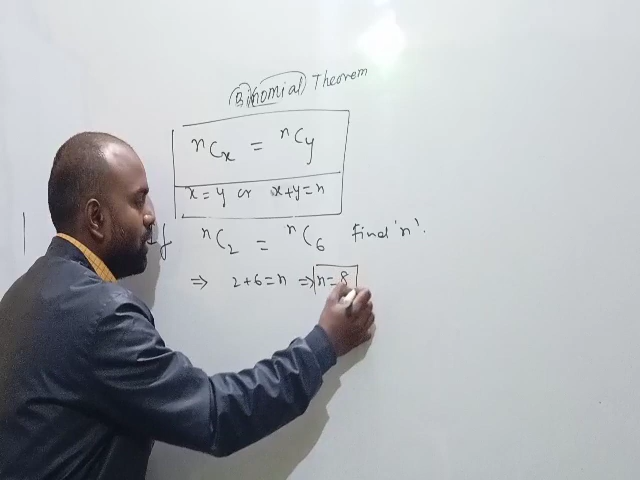 Binomial Theorem
ⁿCₓ = ⁿCᵧ
x = y or x+y=n
If ⁿC₂ = ⁿC₆ Find 'n'.
⇒ 2+6=n ⇒ n=8